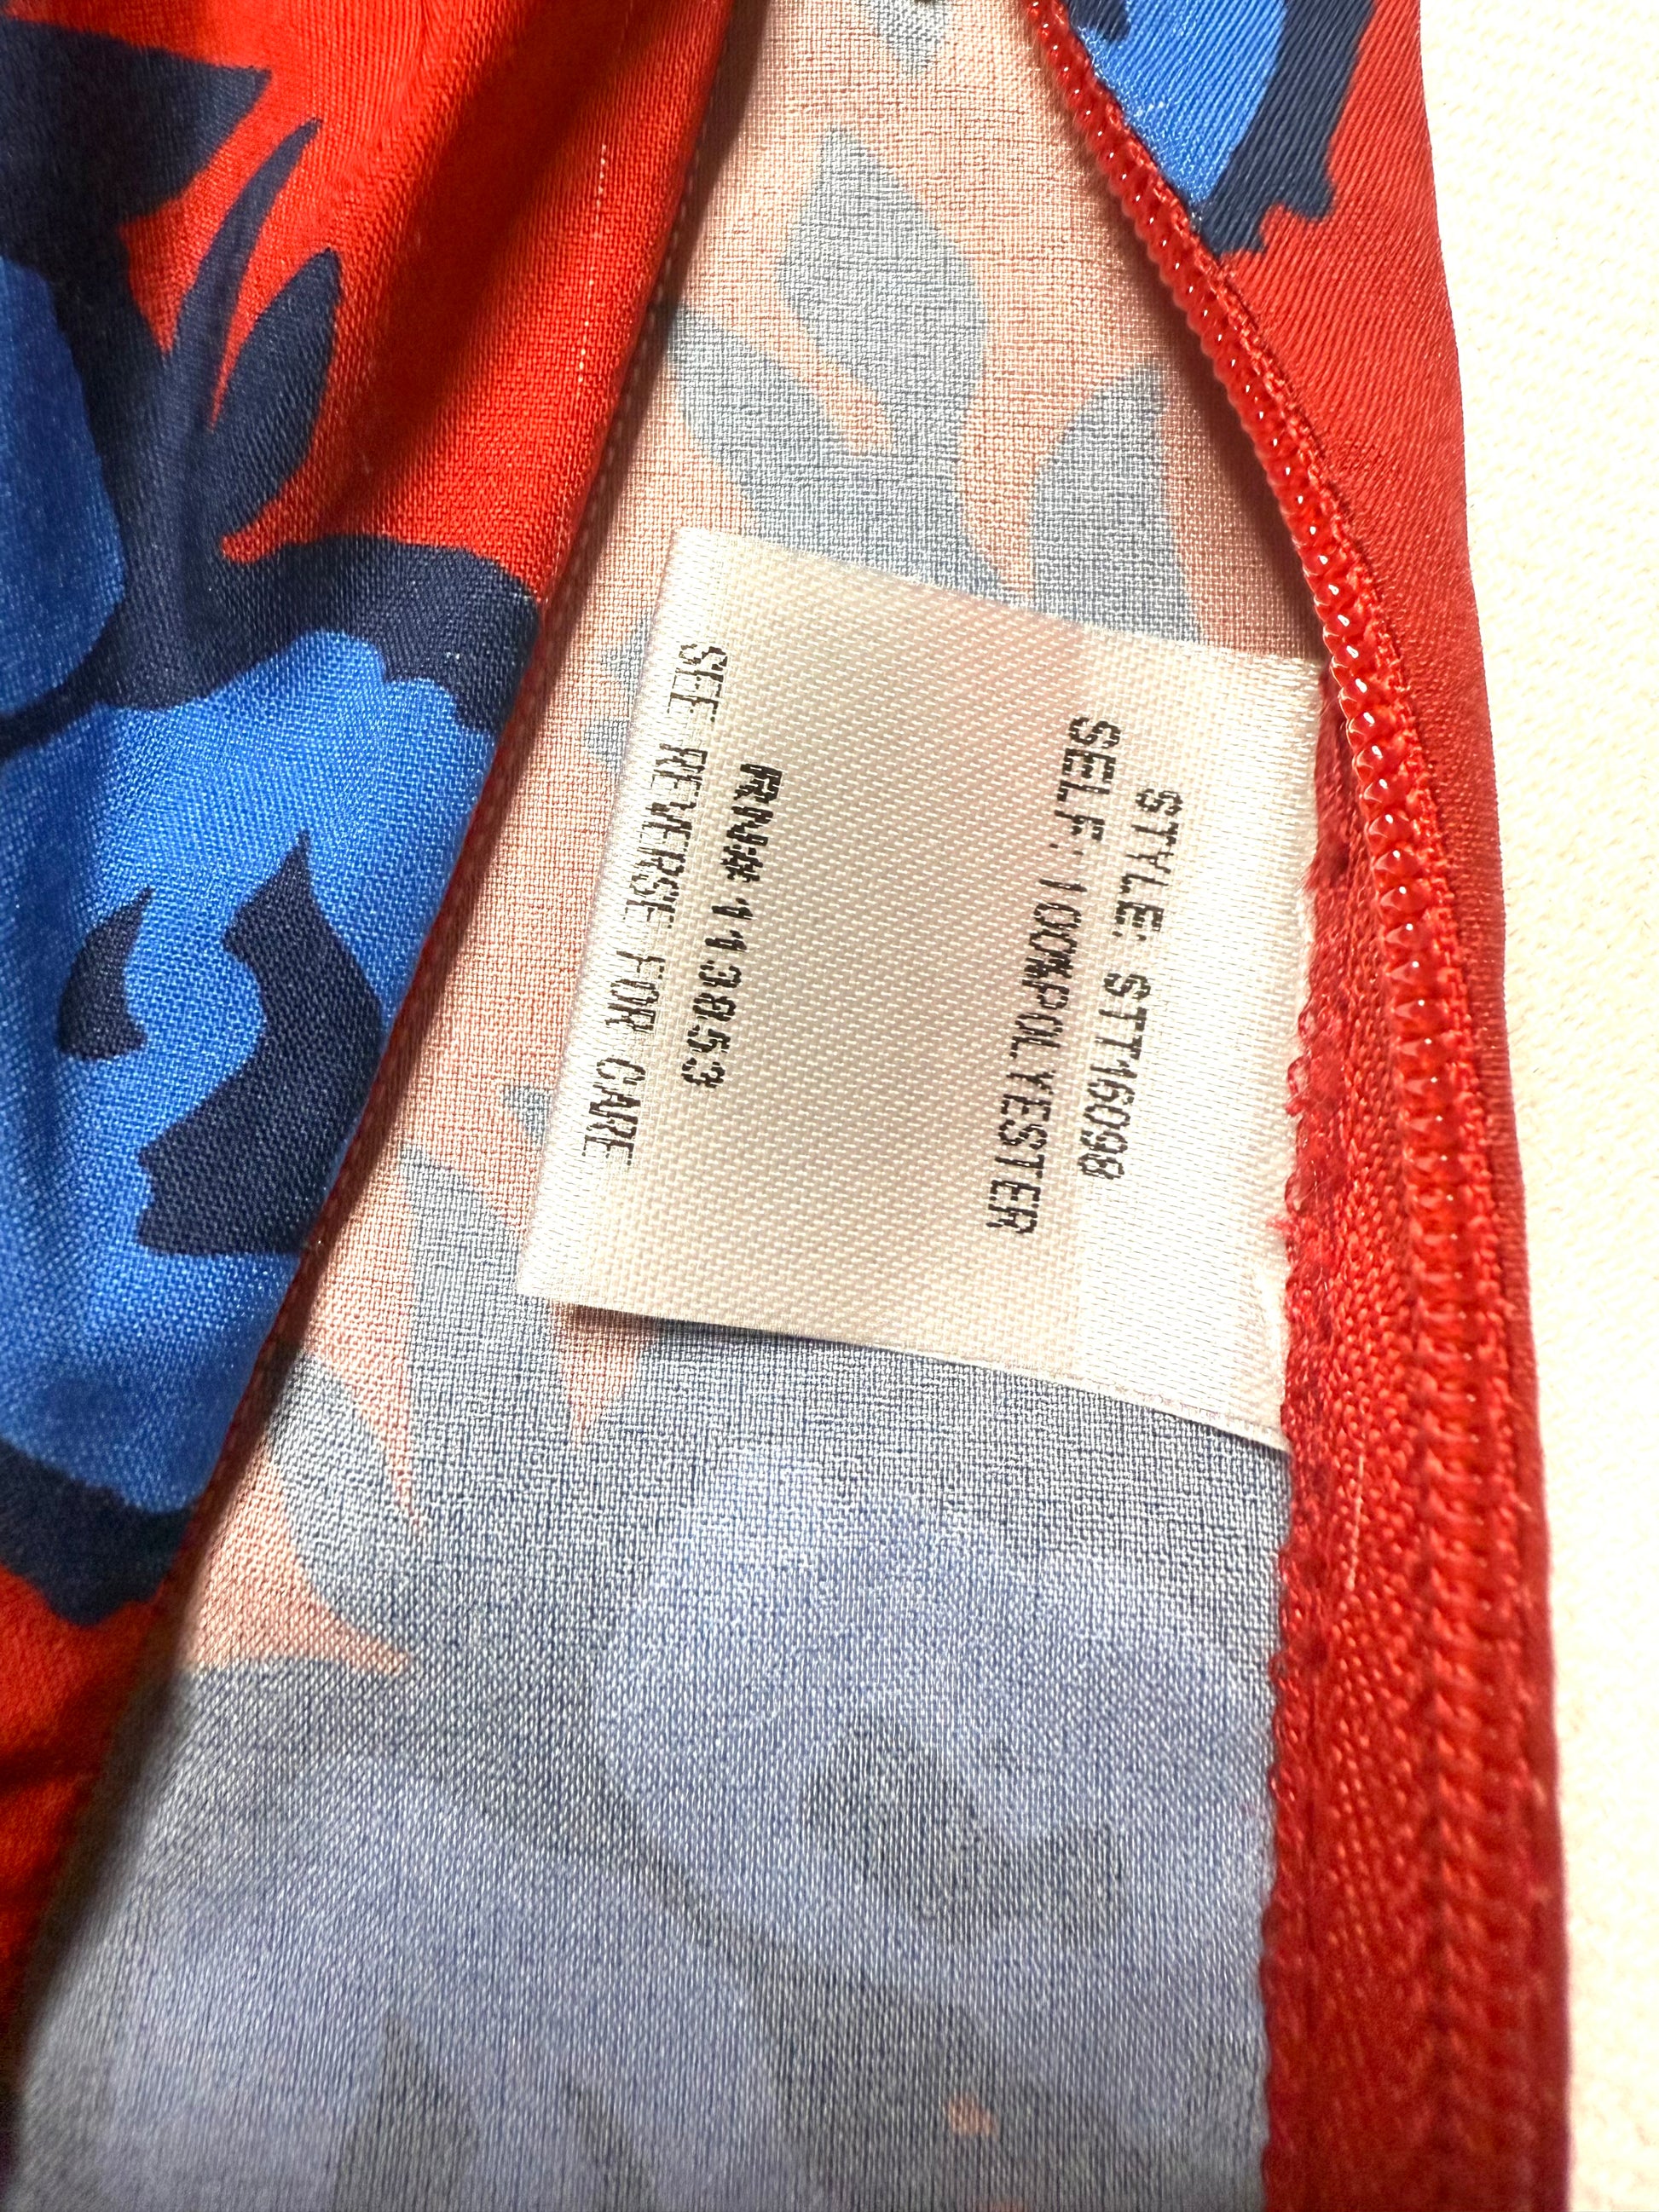 STYLE: STT16098
SELF: 100%POLYESTER
RN# 113853
SEE REVERSE FOR CARE